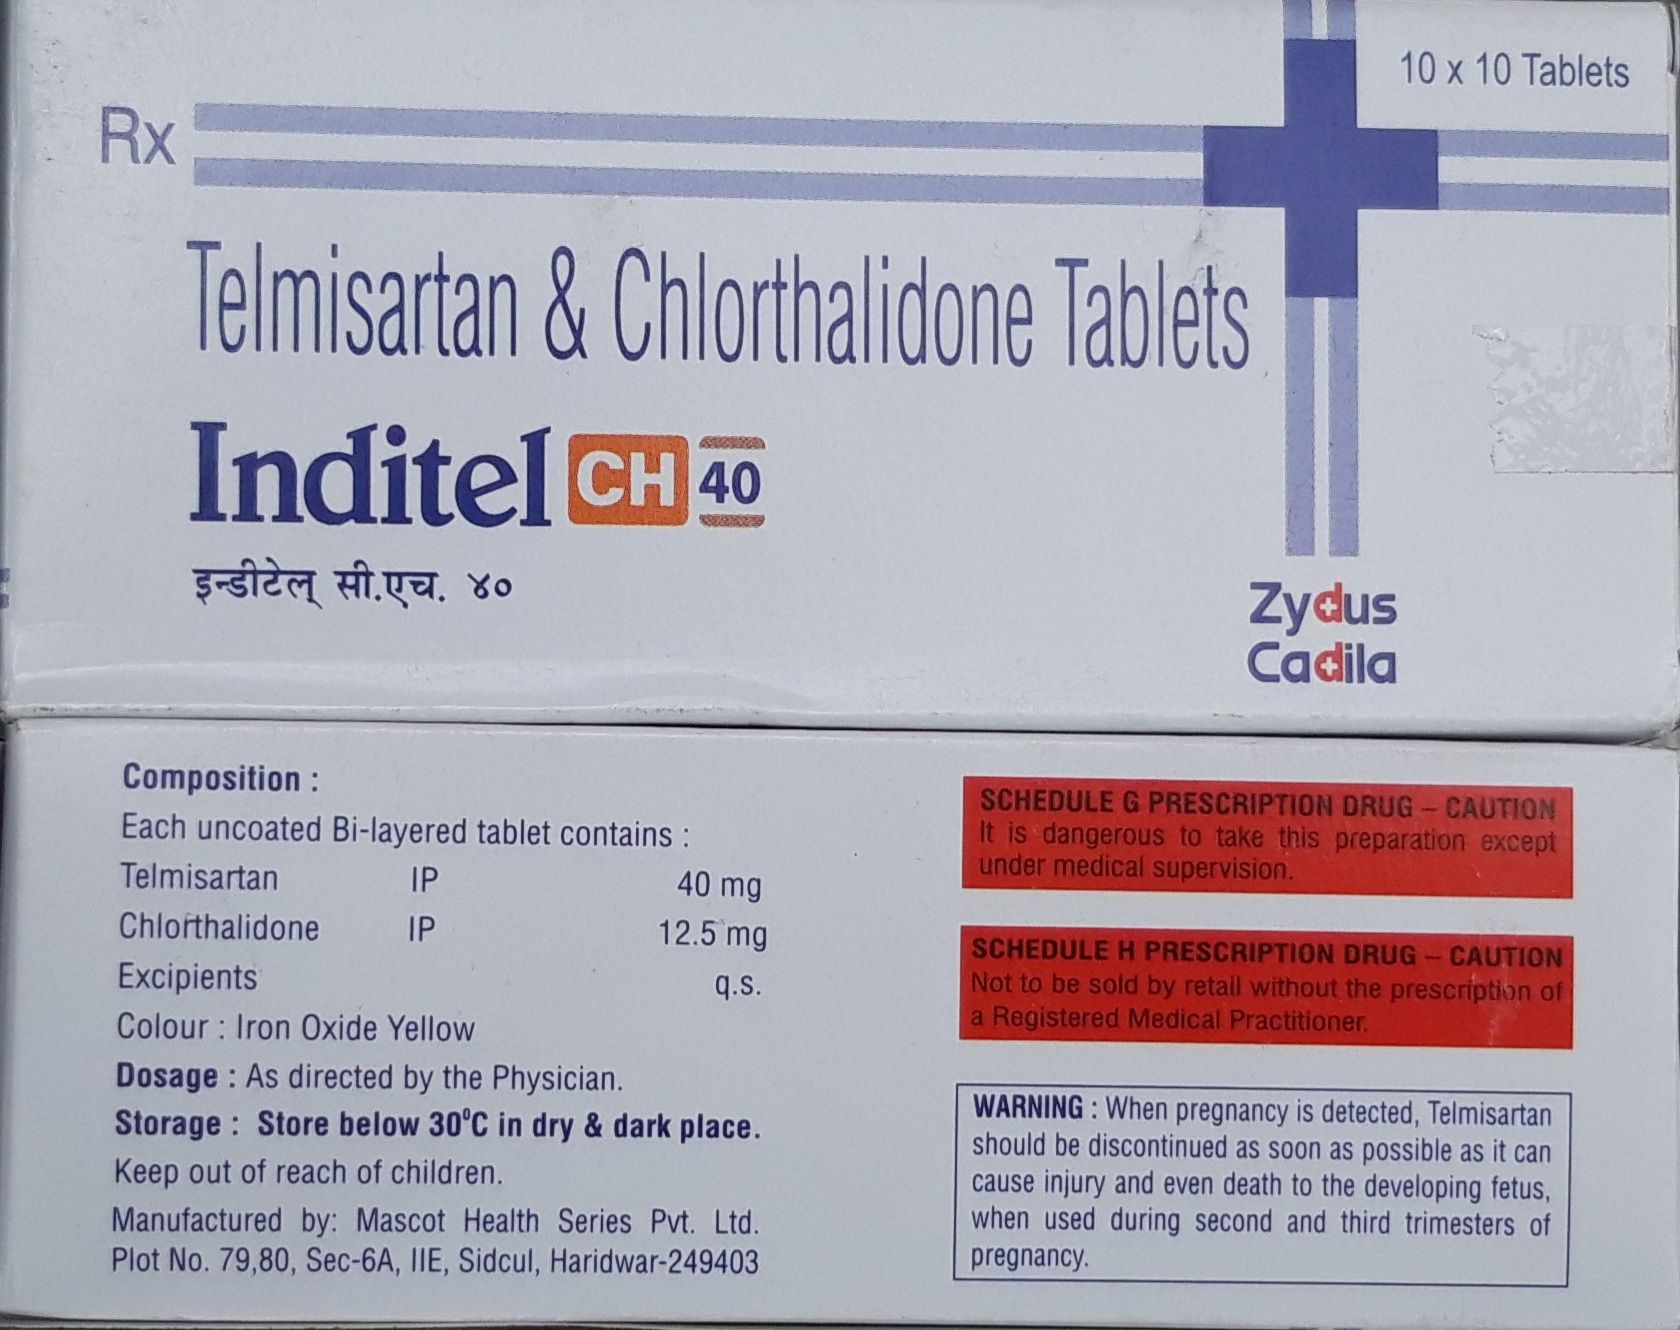 10 x 10 Tablets
Rx
Telmisartan & Chlorthalidone Tablets
Inditel CH 40
इन्डीटेल् सी.एच. ४०
Zydus
Cadila
Composition :
Each uncoated Bi-layered tablet contains :
Telmisartan IP 40 mg
Chlorthalidone IP 12.5 mg
Excipients q.s.
Colour : Iron Oxide Yellow
Dosage : As directed by the Physician.
Storage : Store below 30⁰C in dry & dark place.
Keep out of reach of children.
Manufactured by: Mascot Health Series Pvt. Ltd.
Plot No. 79,80, Sec-6A, IIE, Sidcul, Haridwar-249403
SCHEDULE G PRESCRIPTION DRUG – CAUTION
It is dangerous to take this preparation except
under medical supervision.
SCHEDULE H PRESCRIPTION DRUG – CAUTION
Not to be sold by retail without the prescription of
a Registered Medical Practitioner.
WARNING : When pregnancy is detected, Telmisartan
should be discontinued as soon as possible as it can
cause injury and even death to the developing fetus,
when used during second and third trimesters of
pregnancy.